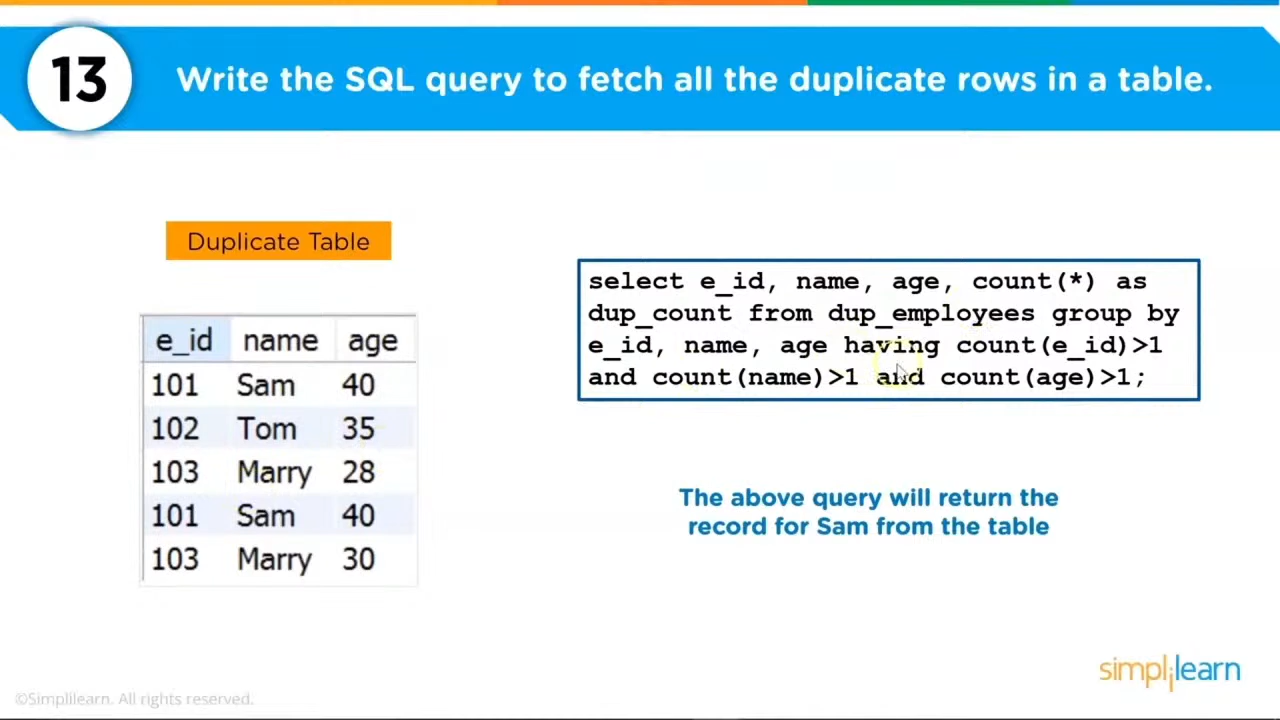 13
Write the SQL query to fetch all the duplicate rows in a table.
Duplicate Table
e_id name age
101 Sam 40
102 Tom 35
103 Marry 28
101 Sam 40
103 Marry 30
select e_id, name, age, count(*) as
dup_count from dup_employees group by
e_id, name, age having count(e_id)>1
and count(name)>1 and count(age)>1;
The above query will return the
record for Sam from the table
simplilearn
©Simplilearn. All rights reserved.